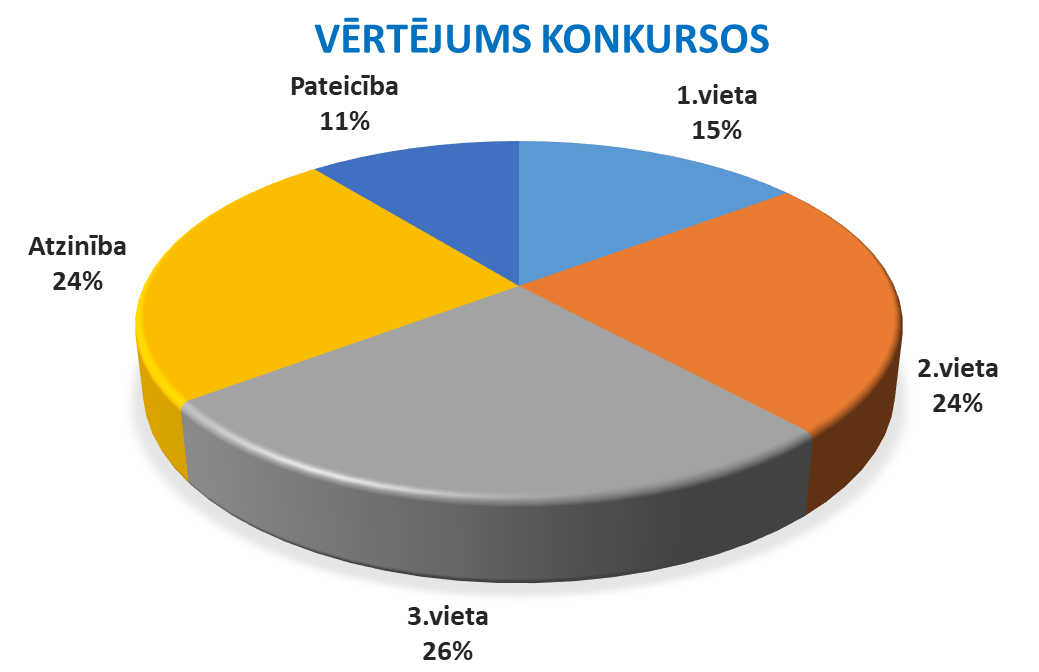 VĒRTĒJUMS KONKURSOS
Pateicība
11%
1.vieta
15%
Atzinība
24%
2.vieta
24%
3.vieta
26%